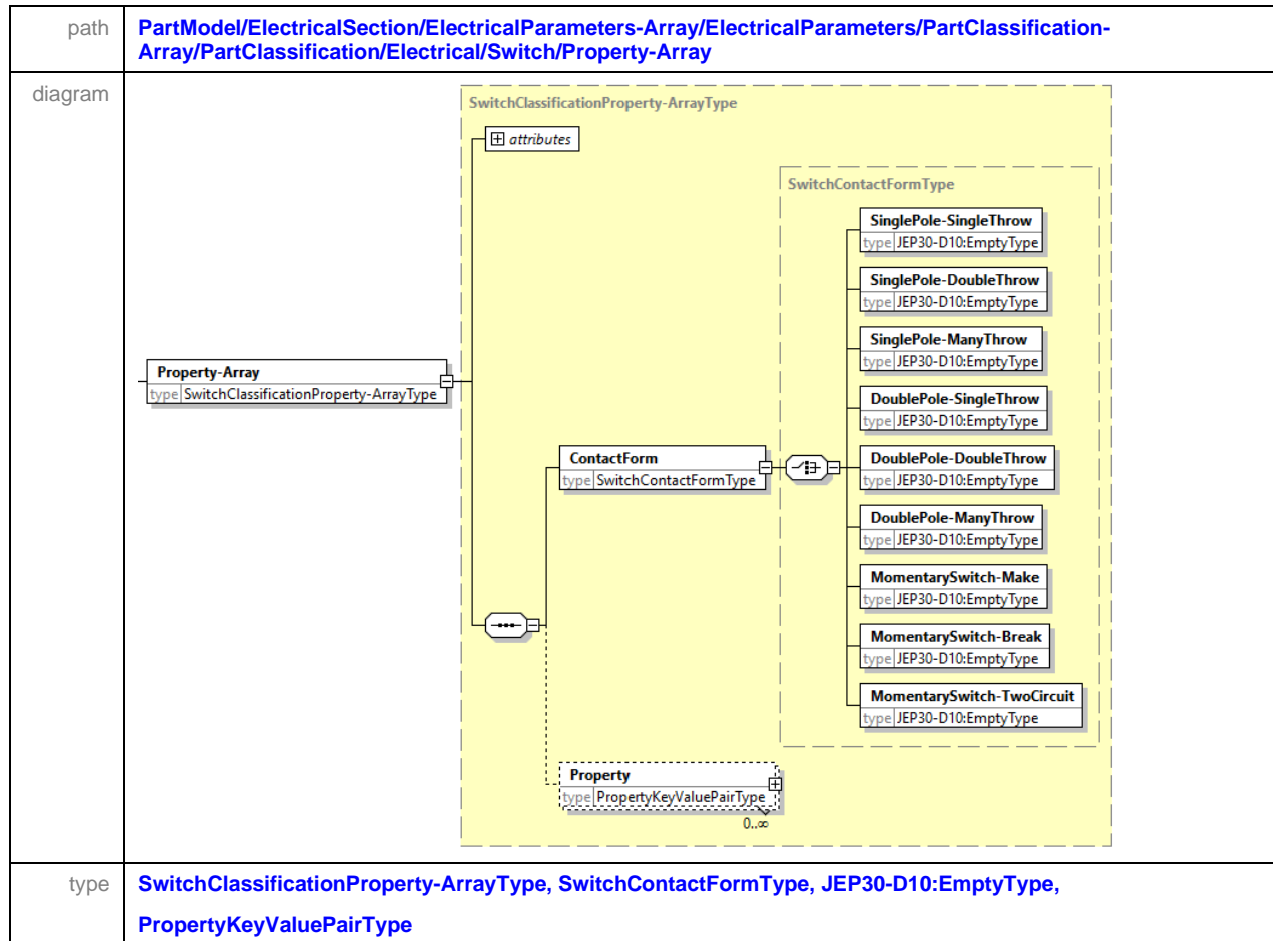 path
PartModel/ElectricalSection/ElectricalParameters-Array/ElectricalParameters/PartClassification-
Array/PartClassification/Electrical/Switch/Property-Array
diagram
SwitchClassificationProperty-ArrayType
attributes
SwitchContactFormType
SinglePole-SingleThrow
type JEP30-D10:EmptyType
SinglePole-DoubleThrow
type JEP30-D10:EmptyType
SinglePole-ManyThrow
type JEP30-D10:EmptyType
Property-Array
type SwitchClassificationProperty-ArrayType
DoublePole-SingleThrow
type JEP30-D10:EmptyType
ContactForm
type SwitchContactFormType
DoublePole-DoubleThrow
type JEP30-D10:EmptyType
DoublePole-ManyThrow
type JEP30-D10:EmptyType
MomentarySwitch-Make
type JEP30-D10:EmptyType
MomentarySwitch-Break
type JEP30-D10:EmptyType
MomentarySwitch-TwoCircuit
type JEP30-D10:EmptyType
Property
type PropertyKeyValuePairType
0..∞
type
SwitchClassificationProperty-ArrayType, SwitchContactFormType, JEP30-D10:EmptyType,
PropertyKeyValuePairType